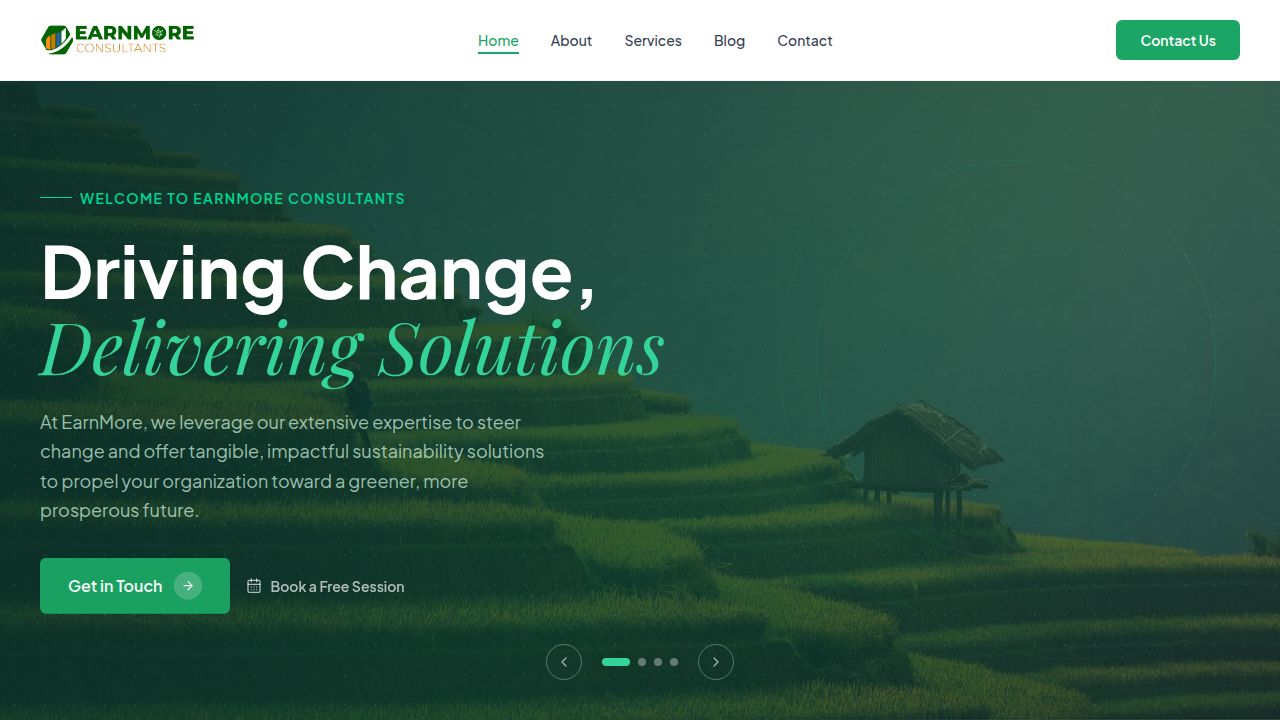 EARNMORE
CONSULTANTS
Home
About
Services
Blog
Contact
Contact Us
WELCOME TO EARNMORE CONSULTANTS
Driving Change,
Delivering Solutions
At EarnMore, we leverage our extensive expertise to steer
change and offer tangible, impactful sustainability solutions
to propel your organization toward a greener, more
prosperous future.
Get in Touch
Book a Free Session